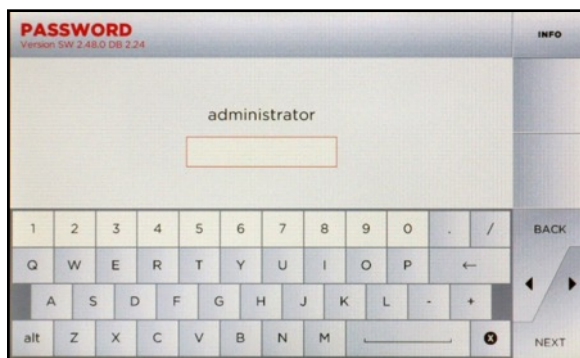 PASSWORD
Version SW 2.48.0 DB 2.24
INFO
administrator
1 2 3 4 5 6 7 8 9 0 . /
BACK
Q W E R T Y U I O P ←
A S D F G H J K L - +
alt Z X C V B N M
NEXT